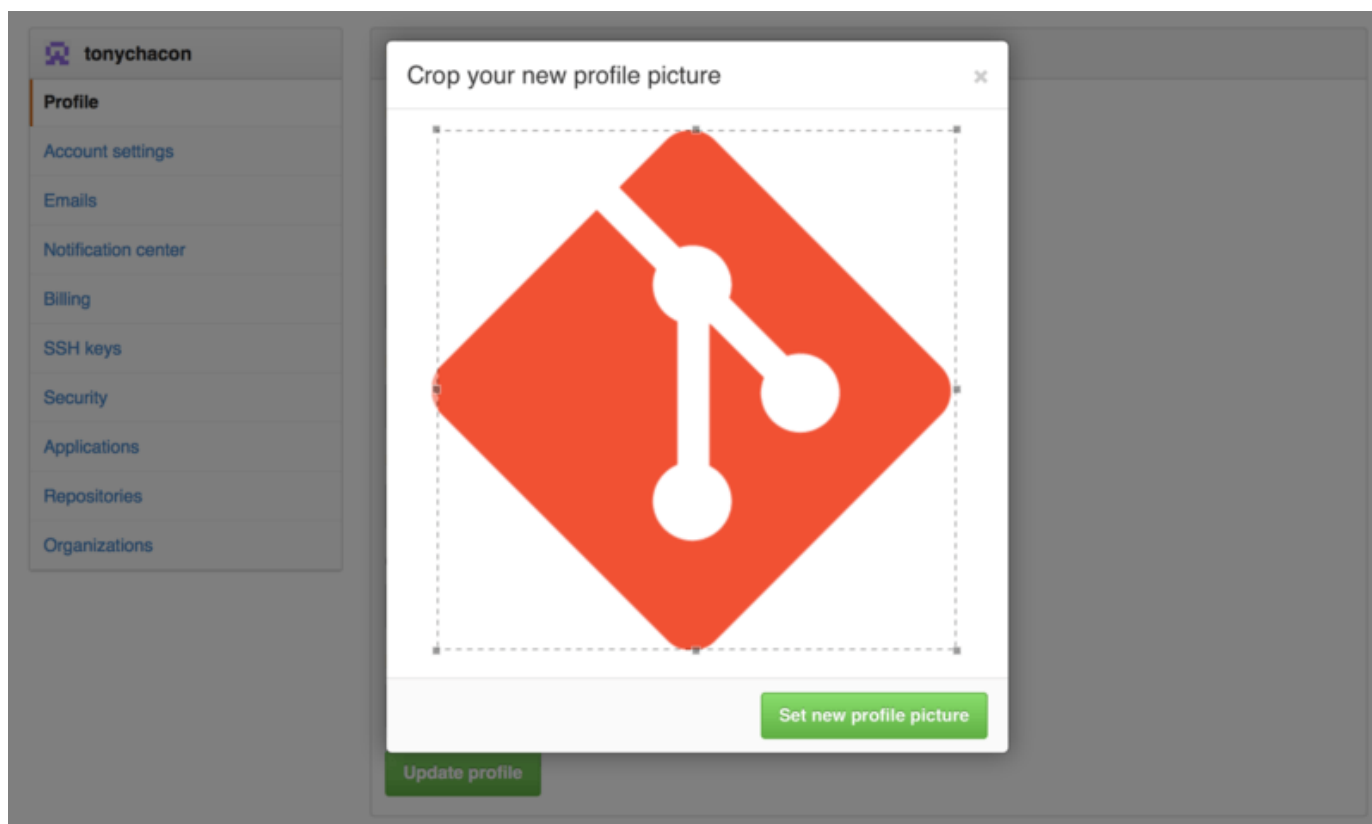 tonychacon
Profile
Account settings
Emails
Notification center
Billing
SSH keys
Security
Applications
Repositories
Organizations
Crop your new profile picture
×
Set new profile picture
Update profile